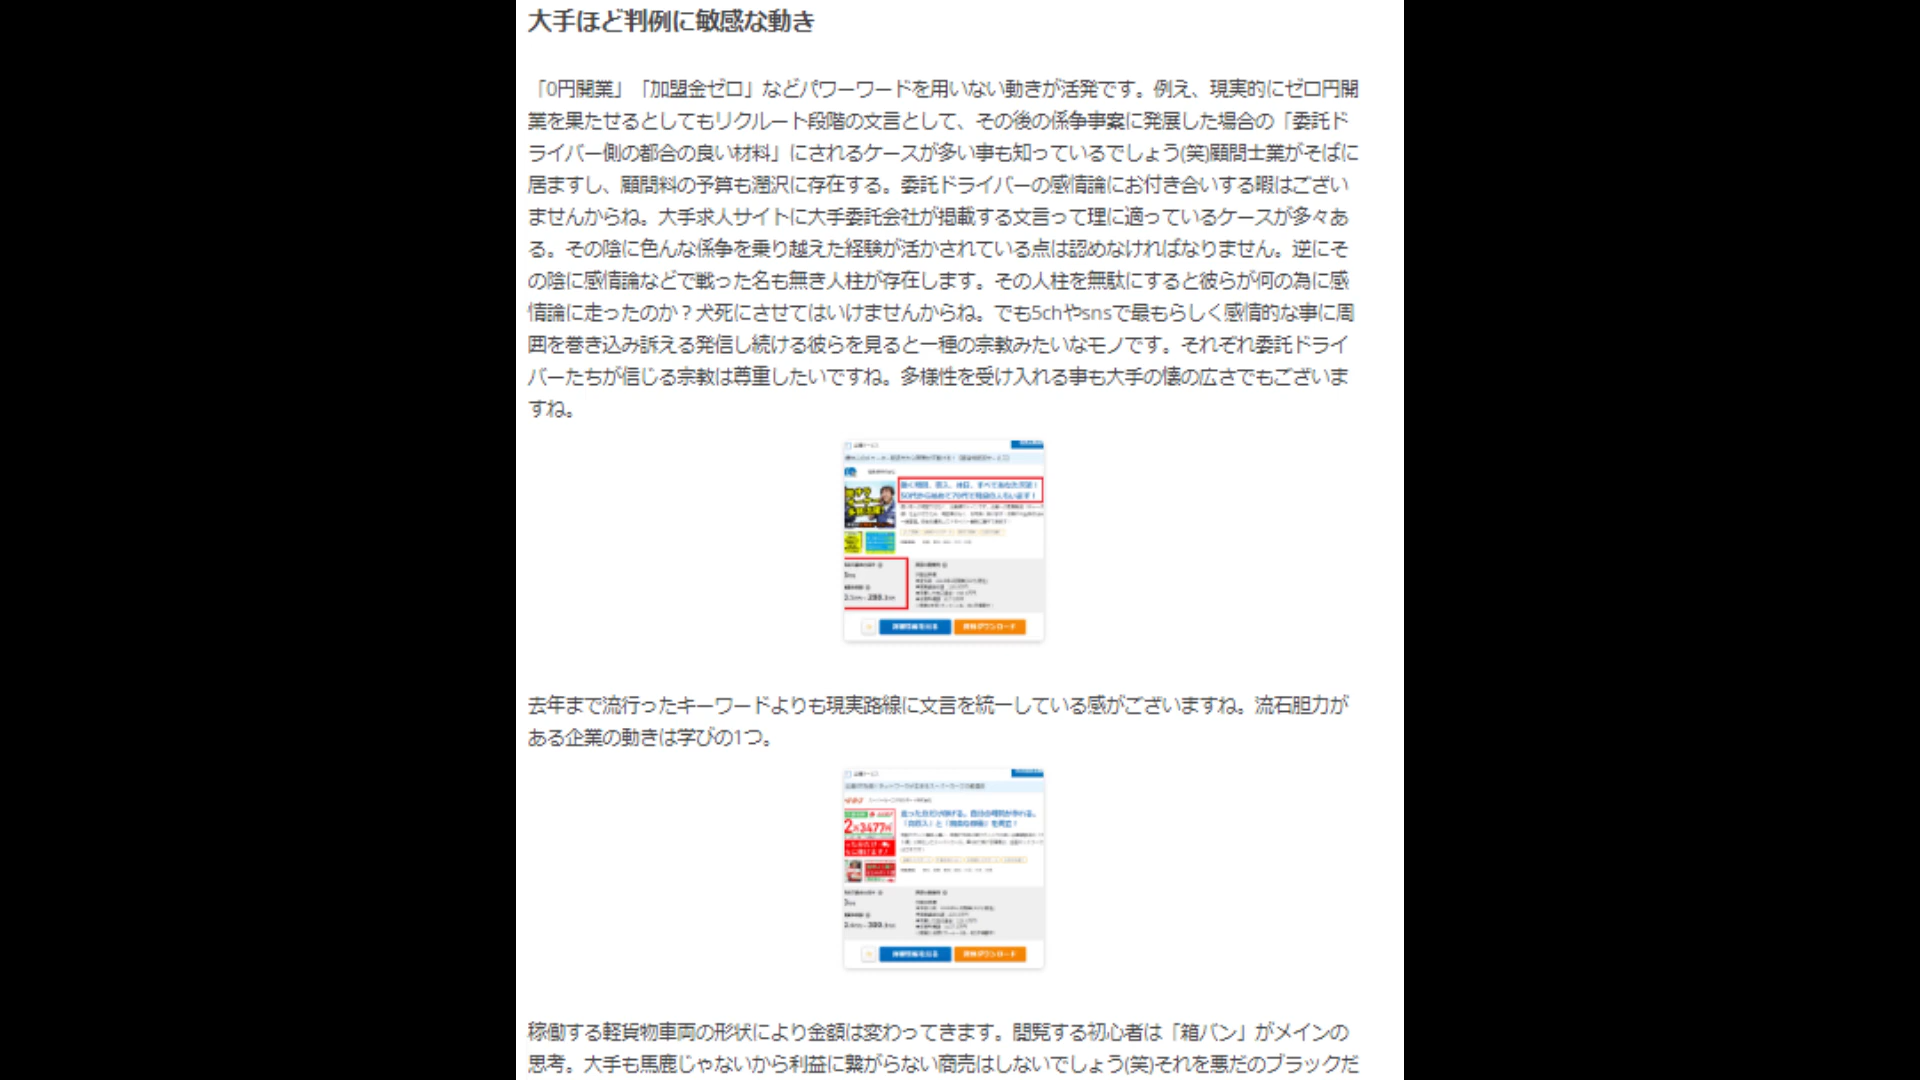 大手ほど判例に敏感な動き
「0円開業」「加盟金ゼロ」などパワーワードを用いない動きが活発です。例え、現実的にゼロ円開
業を果たせるとしてもリクルート段階の文言として、その後の係争事案に発展した場合の「委託ド
ライバー側の都合の良い材料」にされるケースが多い事も知っているでしょう(笑)顧問士業がそばに
居ますし、顧問料の予算も潤沢に存在する。委託ドライバーの感情論にお付き合いする暇はござい
ませんからね。大手求人サイトに大手委託会社が掲載する文言って理に適っているケースが多々あ
る。その陰に色んな係争を乗り越えた経験が活かされている点は認めなければなりません。逆にそ
の陰に感情論などで戦った名も無き人柱が存在します。その人柱を無駄にすると彼らが何の為に感
情論に走ったのか？犬死にさせてはいけませんからね。でも5chやsnsで最もらしく感情的な事に周
囲を巻き込み訴える発信し続ける彼らを見ると一種の宗教みたいなモノです。それぞれ委託ドライ
バーたちが信じる宗教は尊重したいですね。多様性を受け入れる事も大手の懐の広さでもございま
すね。
去年まで流行ったキーワードよりも現実路線に文言を統一している感がございますね。流石胆力が
ある企業の動きは学びの1つ。
稼働する軽貨物車両の形状により金額は変わってきます。閲覧する初心者は「箱バン」がメインの
思考。大手も馬鹿じゃないから利益に繋がらない商売はしないでしょう(笑)それを悪だのブラックだ